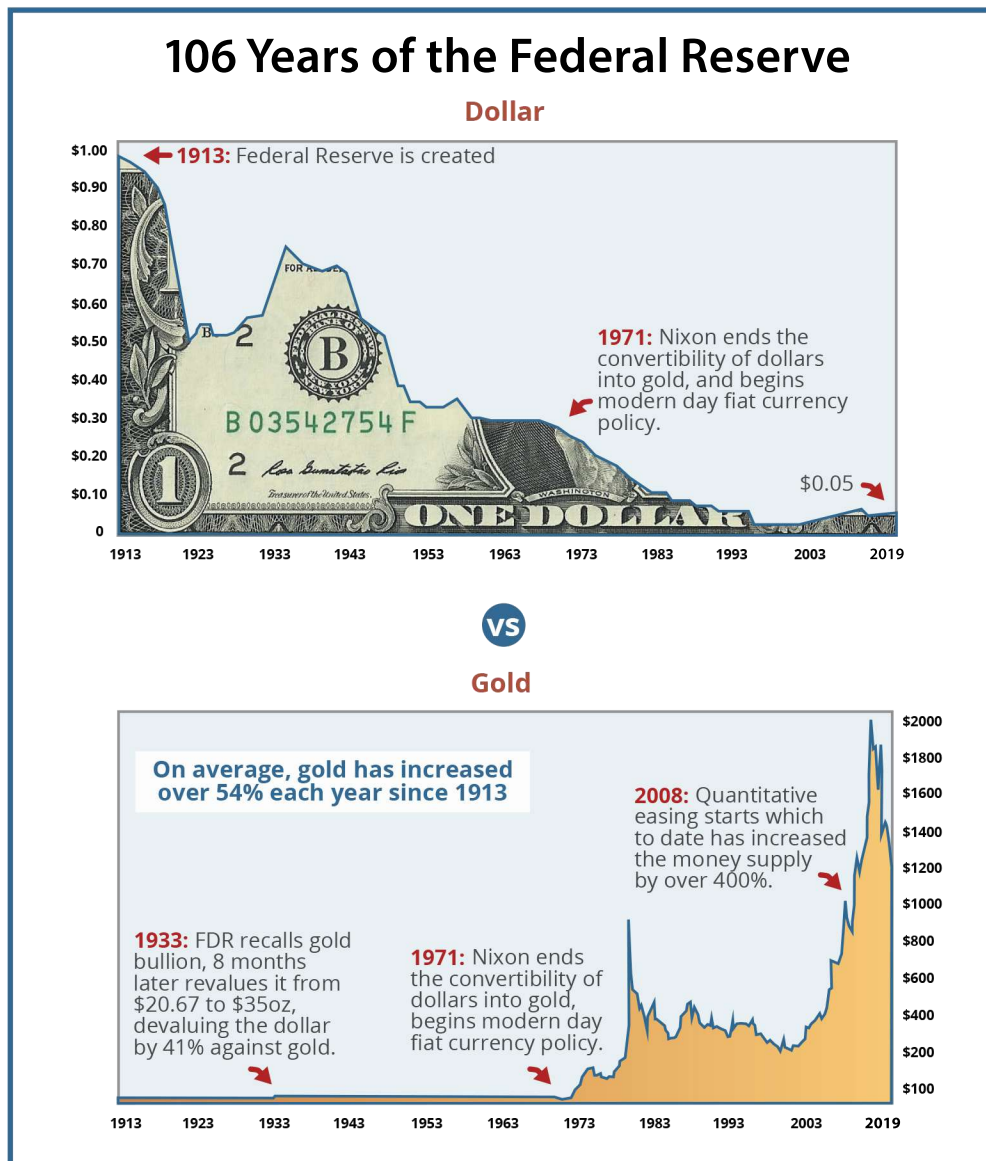 106 Years of the Federal Reserve
Dollar
$1.00
$0.90
$0.80
$0.70
$0.60
$0.50
$0.40
$0.30
$0.20
$0.10
0
1913: Federal Reserve is created
1971: Nixon ends the
convertibility of dollars
into gold, and begins
modern day fiat currency
policy.
$0.05
B
2
B
B 03542754 F
2
Treasurer of the United States.
1
WASHINGTON
ONE DOLLAR
1913 1923 1933 1943 1953 1963 1973 1983 1993 2003 2019
VS
Gold
On average, gold has increased
over 54% each year since 1913
2008: Quantitative
easing starts which
to date has increased
the money supply
by over 400%.
1933: FDR recalls gold
bullion, 8 months
later revalues it from
$20.67 to $35oz,
devaluing the dollar
by 41% against gold.
1971: Nixon ends
the convertibility of
dollars into gold,
begins modern day
fiat currency policy.
$2000
$1800
$1600
$1400
$1200
$1000
$800
$600
$400
$200
$100
1913 1923 1933 1943 1953 1963 1973 1983 1993 2003 2019